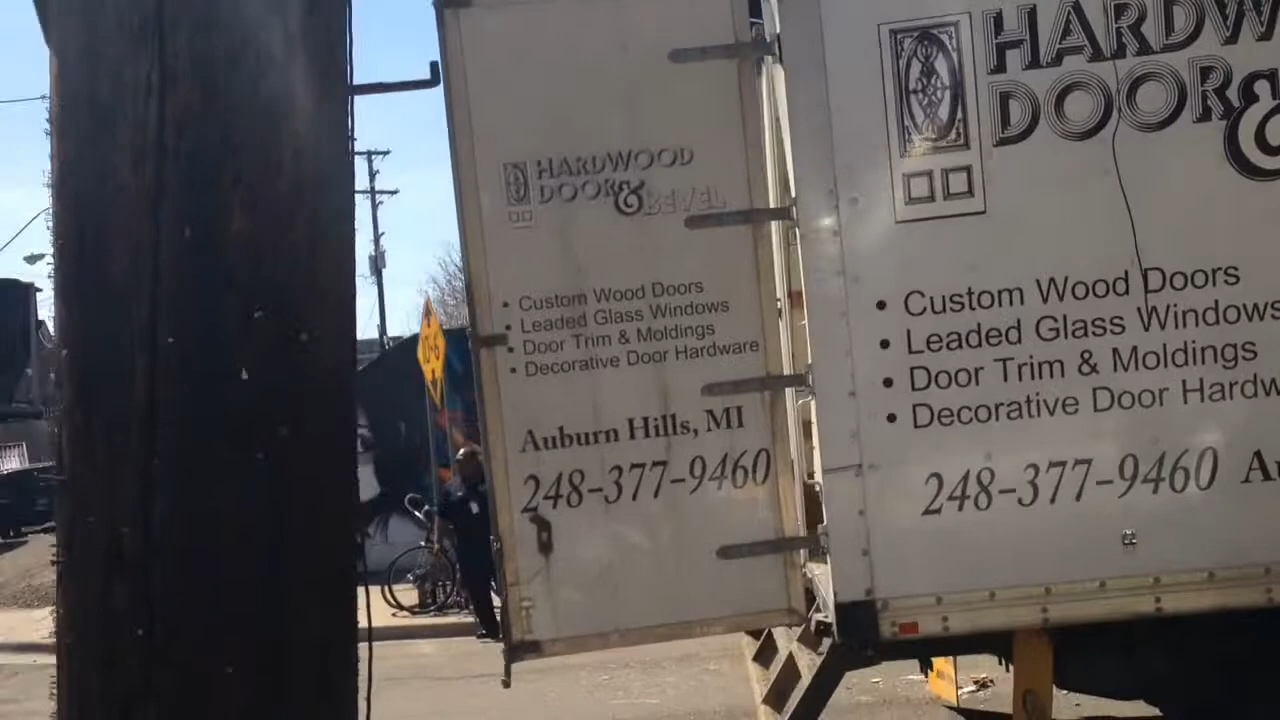 HARDWOOD
DOOR & BEVEL
• Custom Wood Doors
• Leaded Glass Windows
• Door Trim & Moldings
• Decorative Door Hardware
Auburn Hills, MI
248-377-9460
HARDW
DOOR &
• Custom Wood Doors
• Leaded Glass Windows
• Door Trim & Moldings
• Decorative Door Hardw
248-377-9460 A
10-6